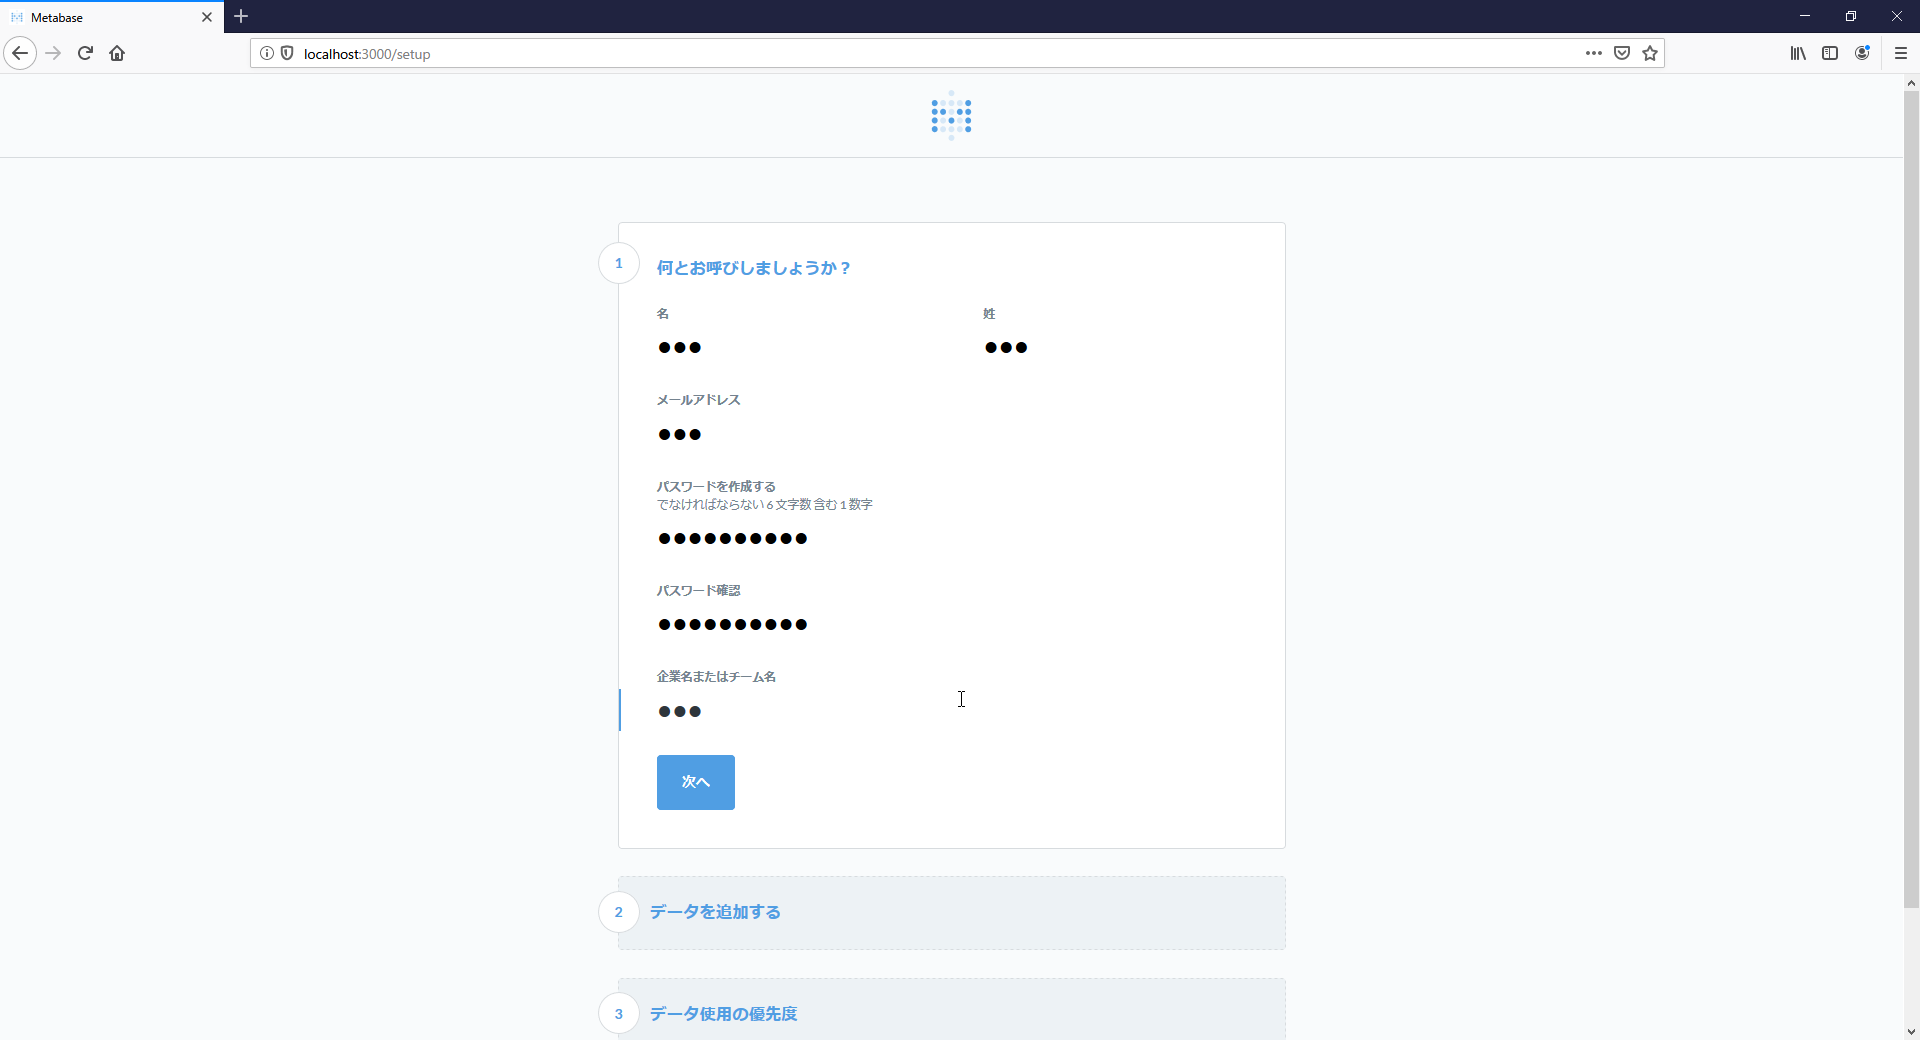 Metabase
localhost:3000/setup
1
何とお呼びしましょうか？
名
姓
●●●
●●●
メールアドレス
●●●
パスワードを作成する
でなければならない 6 文字数 含む 1 数字
●●●●●●●●●●
パスワード確認
●●●●●●●●●●
企業名またはチーム名
●●●
次へ
2
データを追加する
3
データ使用の優先度